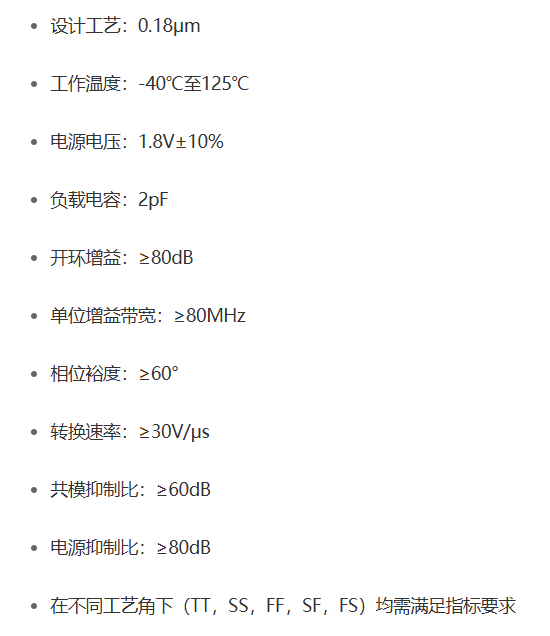 • 设计工艺：0.18μm
• 工作温度：-40℃至125℃
• 电源电压：1.8V±10%
• 负载电容：2pF
• 开环增益：≥80dB
• 单位增益带宽：≥80MHz
• 相位裕度：≥60°
• 转换速率：≥30V/μs
• 共模抑制比：≥60dB
• 电源抑制比：≥80dB
• 在不同工艺角下（TT，SS，FF，SF，FS）均需满足指标要求